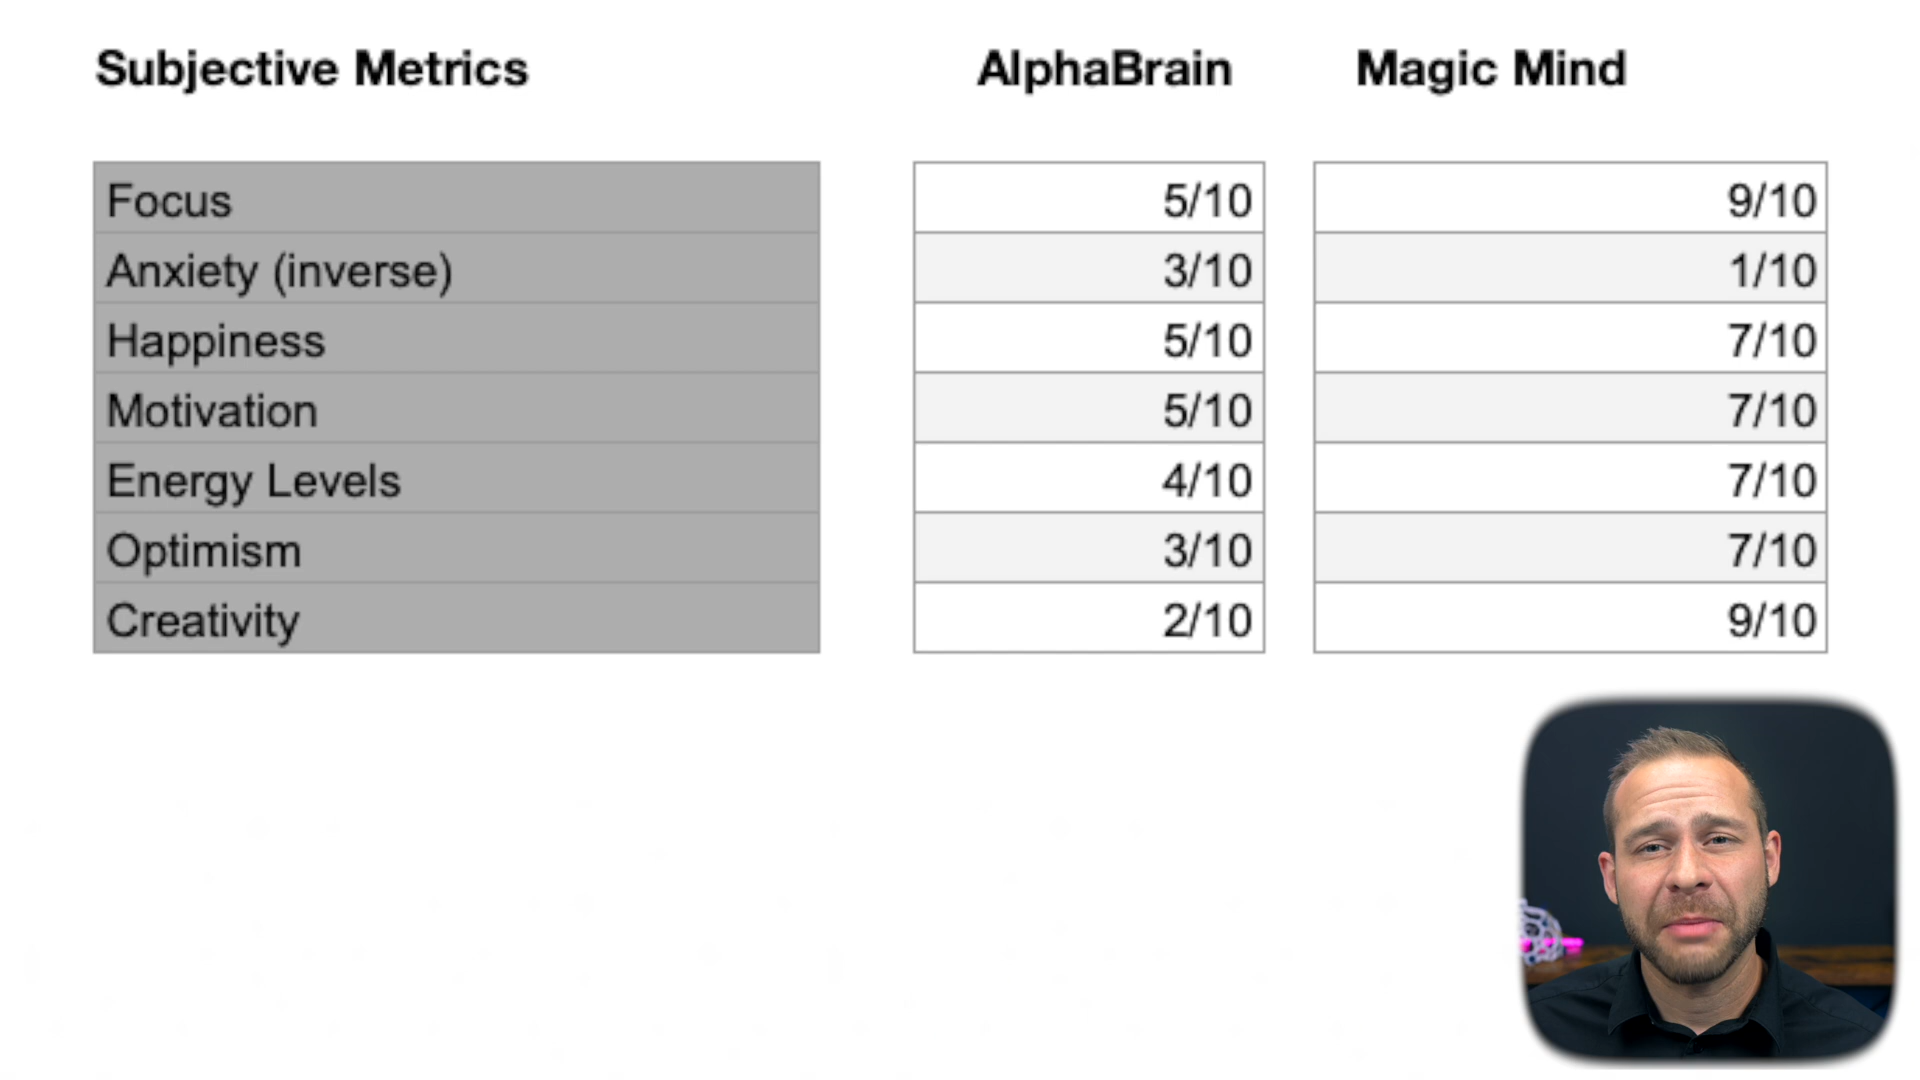 Subjective Metrics AlphaBrain Magic Mind
Focus 5/10 9/10
Anxiety (inverse) 3/10 1/10
Happiness 5/10 7/10
Motivation 5/10 7/10
Energy Levels 4/10 7/10
Optimism 3/10 7/10
Creativity 2/10 9/10